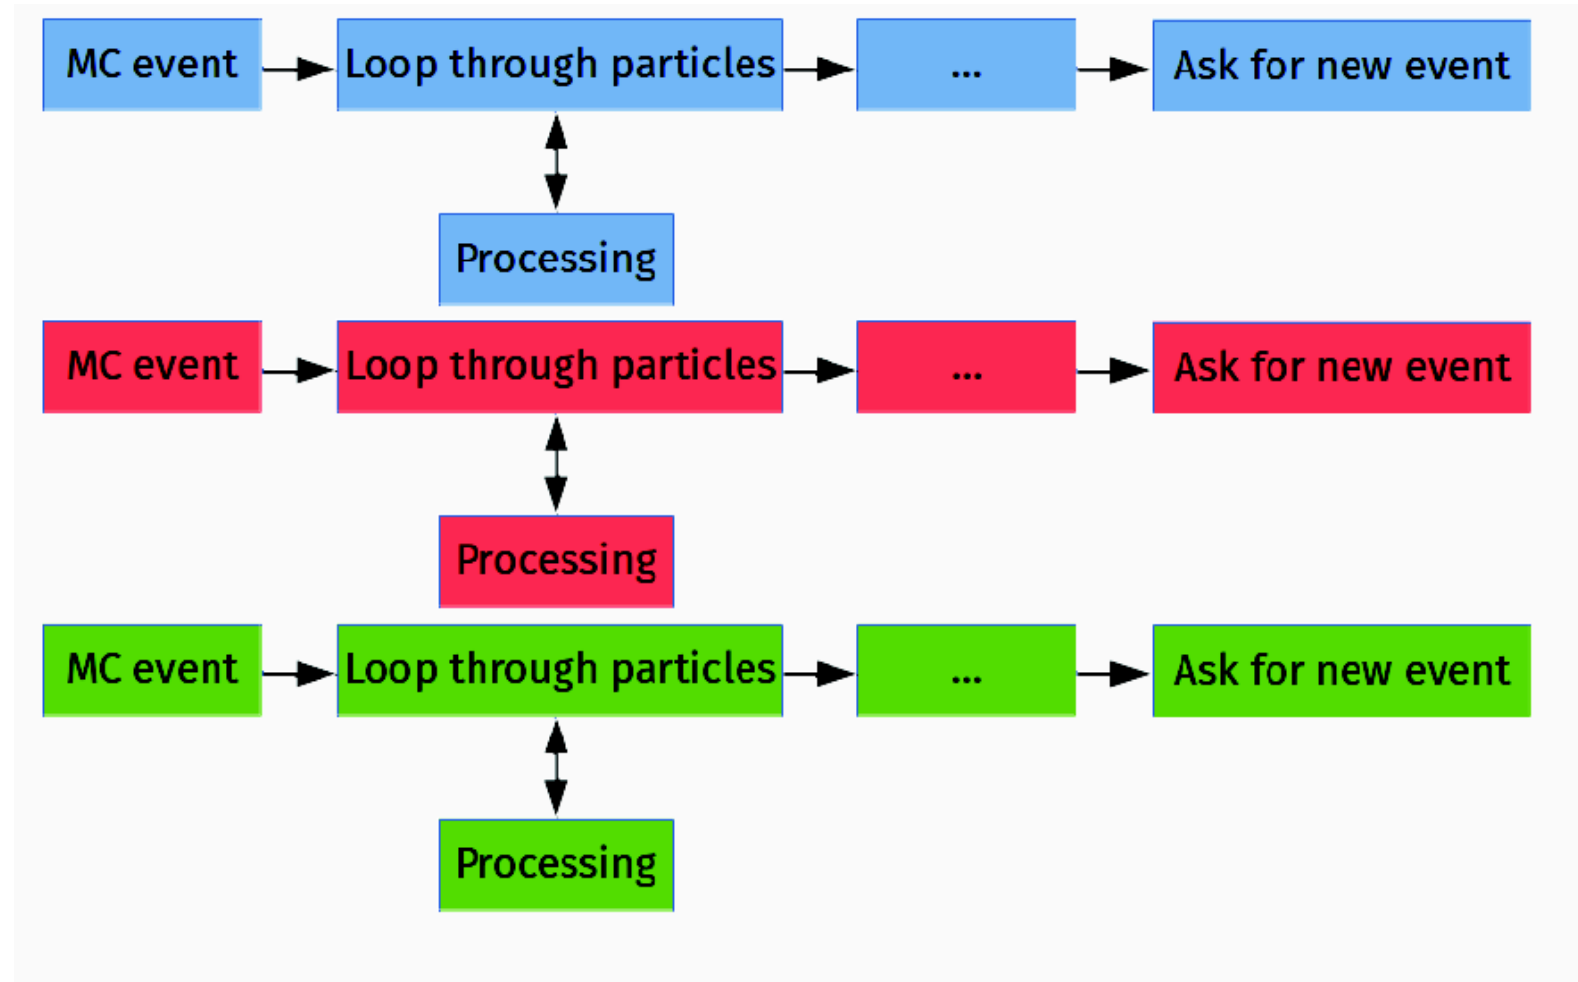 MC event
Loop through particles
...
Ask for new event
Processing
MC event
Loop through particles
...
Ask for new event
Processing
MC event
Loop through particles
...
Ask for new event
Processing